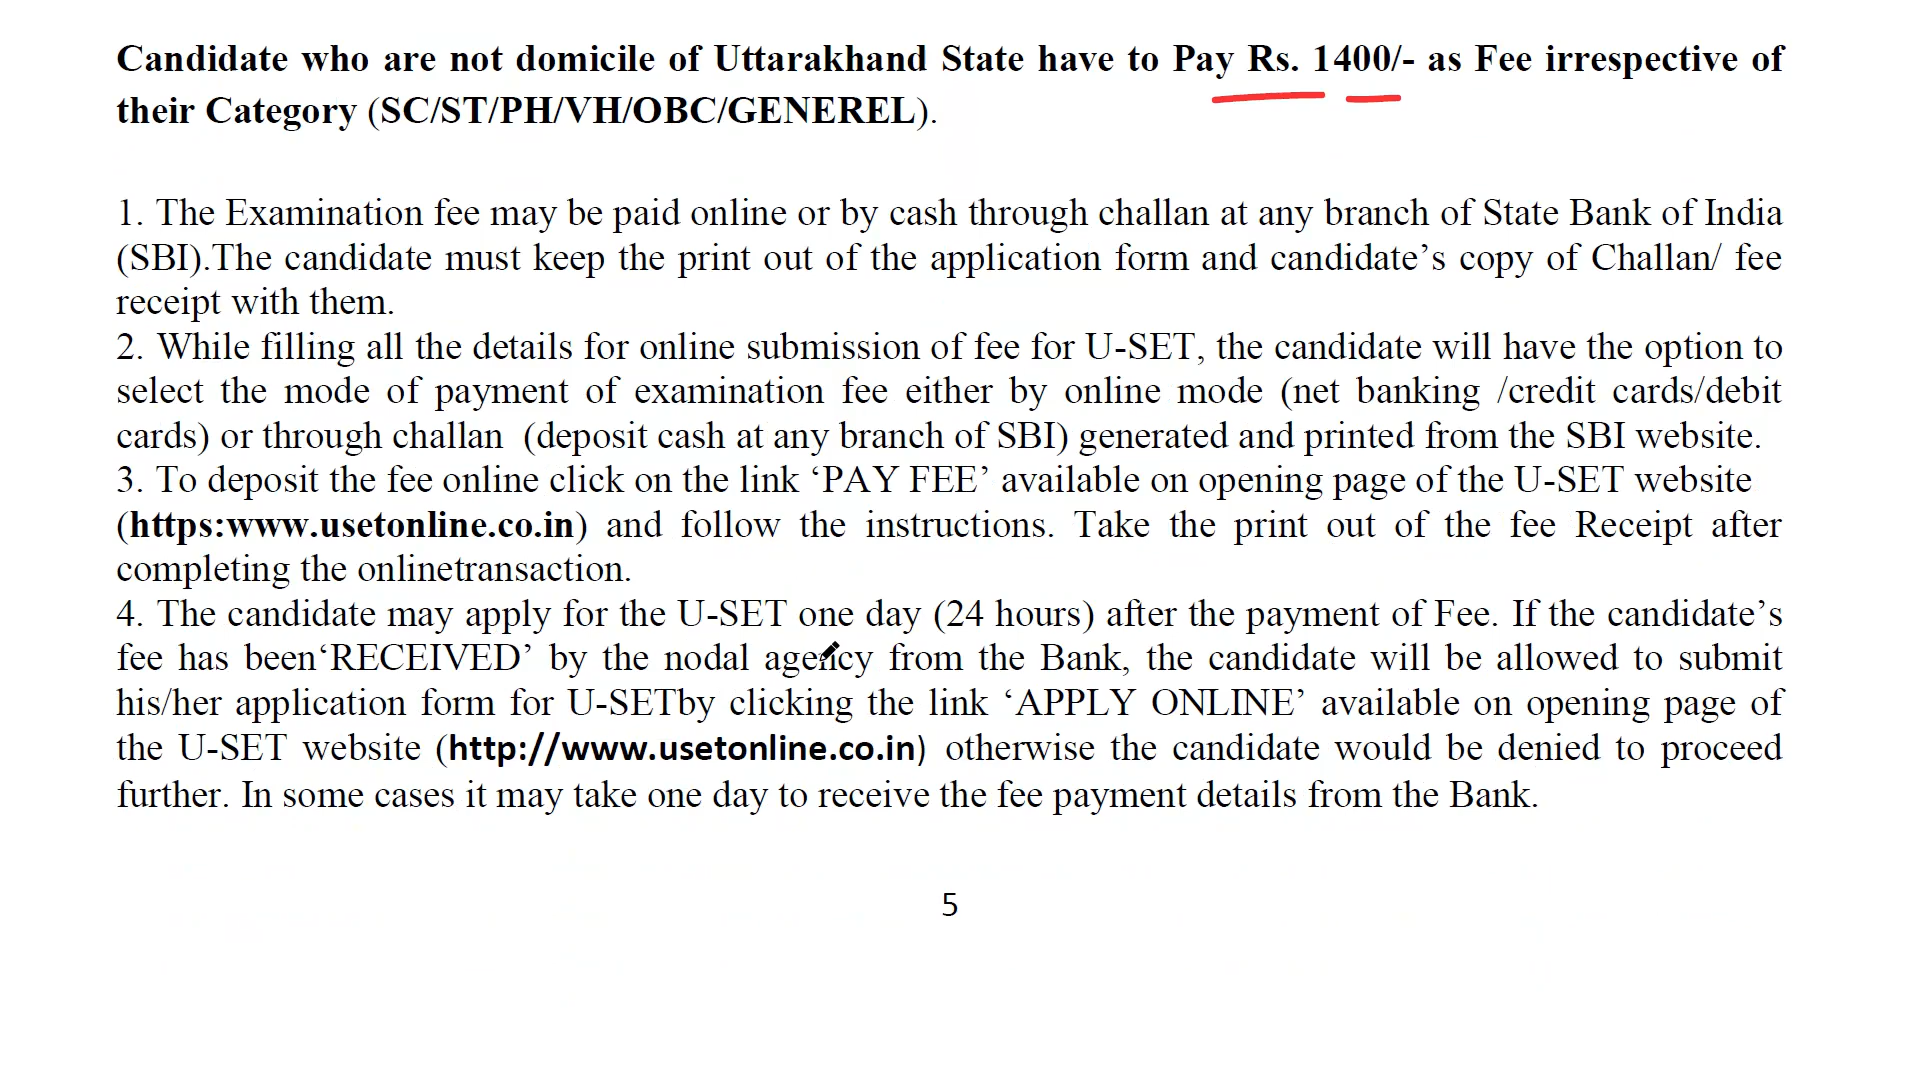 Candidate who are not domicile of Uttarakhand State have to Pay Rs. 1400/- as Fee irrespective of
their Category (SC/ST/PH/VH/OBC/GENEREL).
1. The Examination fee may be paid online or by cash through challan at any branch of State Bank of India
(SBI).The candidate must keep the print out of the application form and candidate’s copy of Challan/ fee
receipt with them.
2. While filling all the details for online submission of fee for U-SET, the candidate will have the option to
select the mode of payment of examination fee either by online mode (net banking /credit cards/debit
cards) or through challan (deposit cash at any branch of SBI) generated and printed from the SBI website.
3. To deposit the fee online click on the link ‘PAY FEE’ available on opening page of the U-SET website
(https:www.usetonline.co.in) and follow the instructions. Take the print out of the fee Receipt after
completing the onlinetransaction.
4. The candidate may apply for the U-SET one day (24 hours) after the payment of Fee. If the candidate’s
fee has been‘RECEIVED’ by the nodal agency from the Bank, the candidate will be allowed to submit
his/her application form for U-SETby clicking the link ‘APPLY ONLINE’ available on opening page of
the U-SET website (http://www.usetonline.co.in) otherwise the candidate would be denied to proceed
further. In some cases it may take one day to receive the fee payment details from the Bank.
5